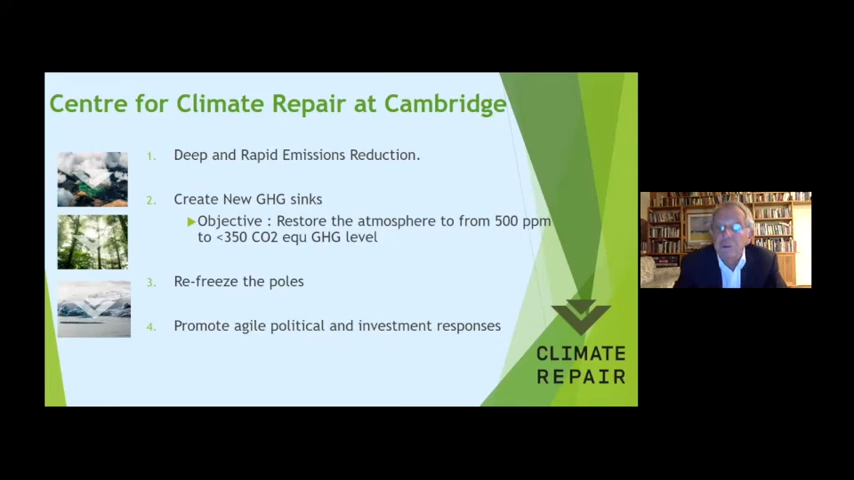 Centre for Climate Repair at Cambridge
1. Deep and Rapid Emissions Reduction.
2. Create New GHG sinks
Objective : Restore the atmosphere to from 500 ppm
to <350 CO2 equ GHG level
3. Re-freeze the poles
4. Promote agile political and investment responses
CLIMATE
REPAIR